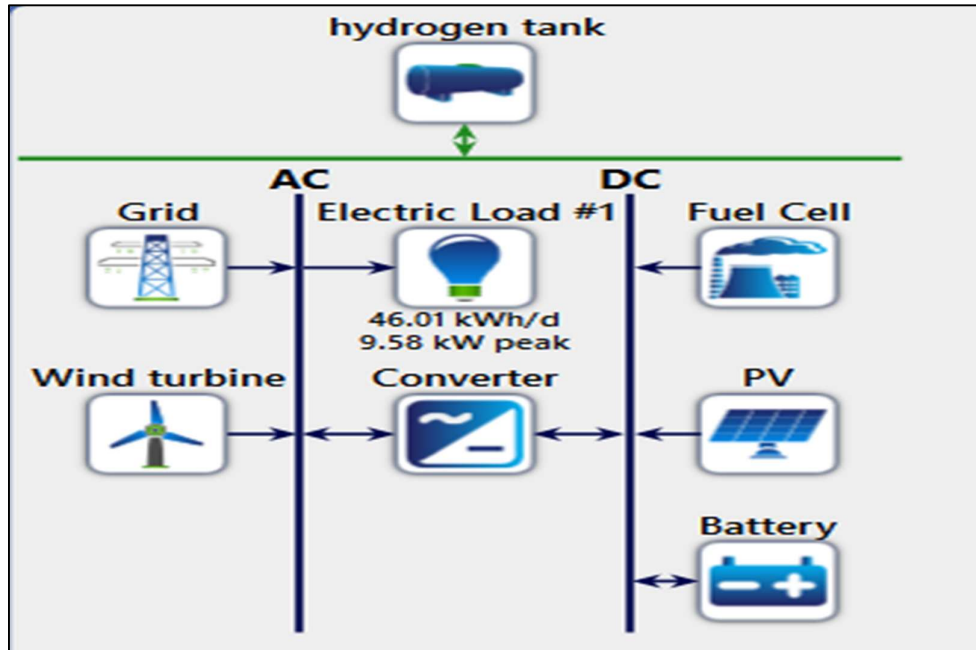 hydrogen tank
AC
DC
Grid
Electric Load #1
Fuel Cell
46.01 kWh/d
9.58 kW peak
Wind turbine
Converter
PV
Battery